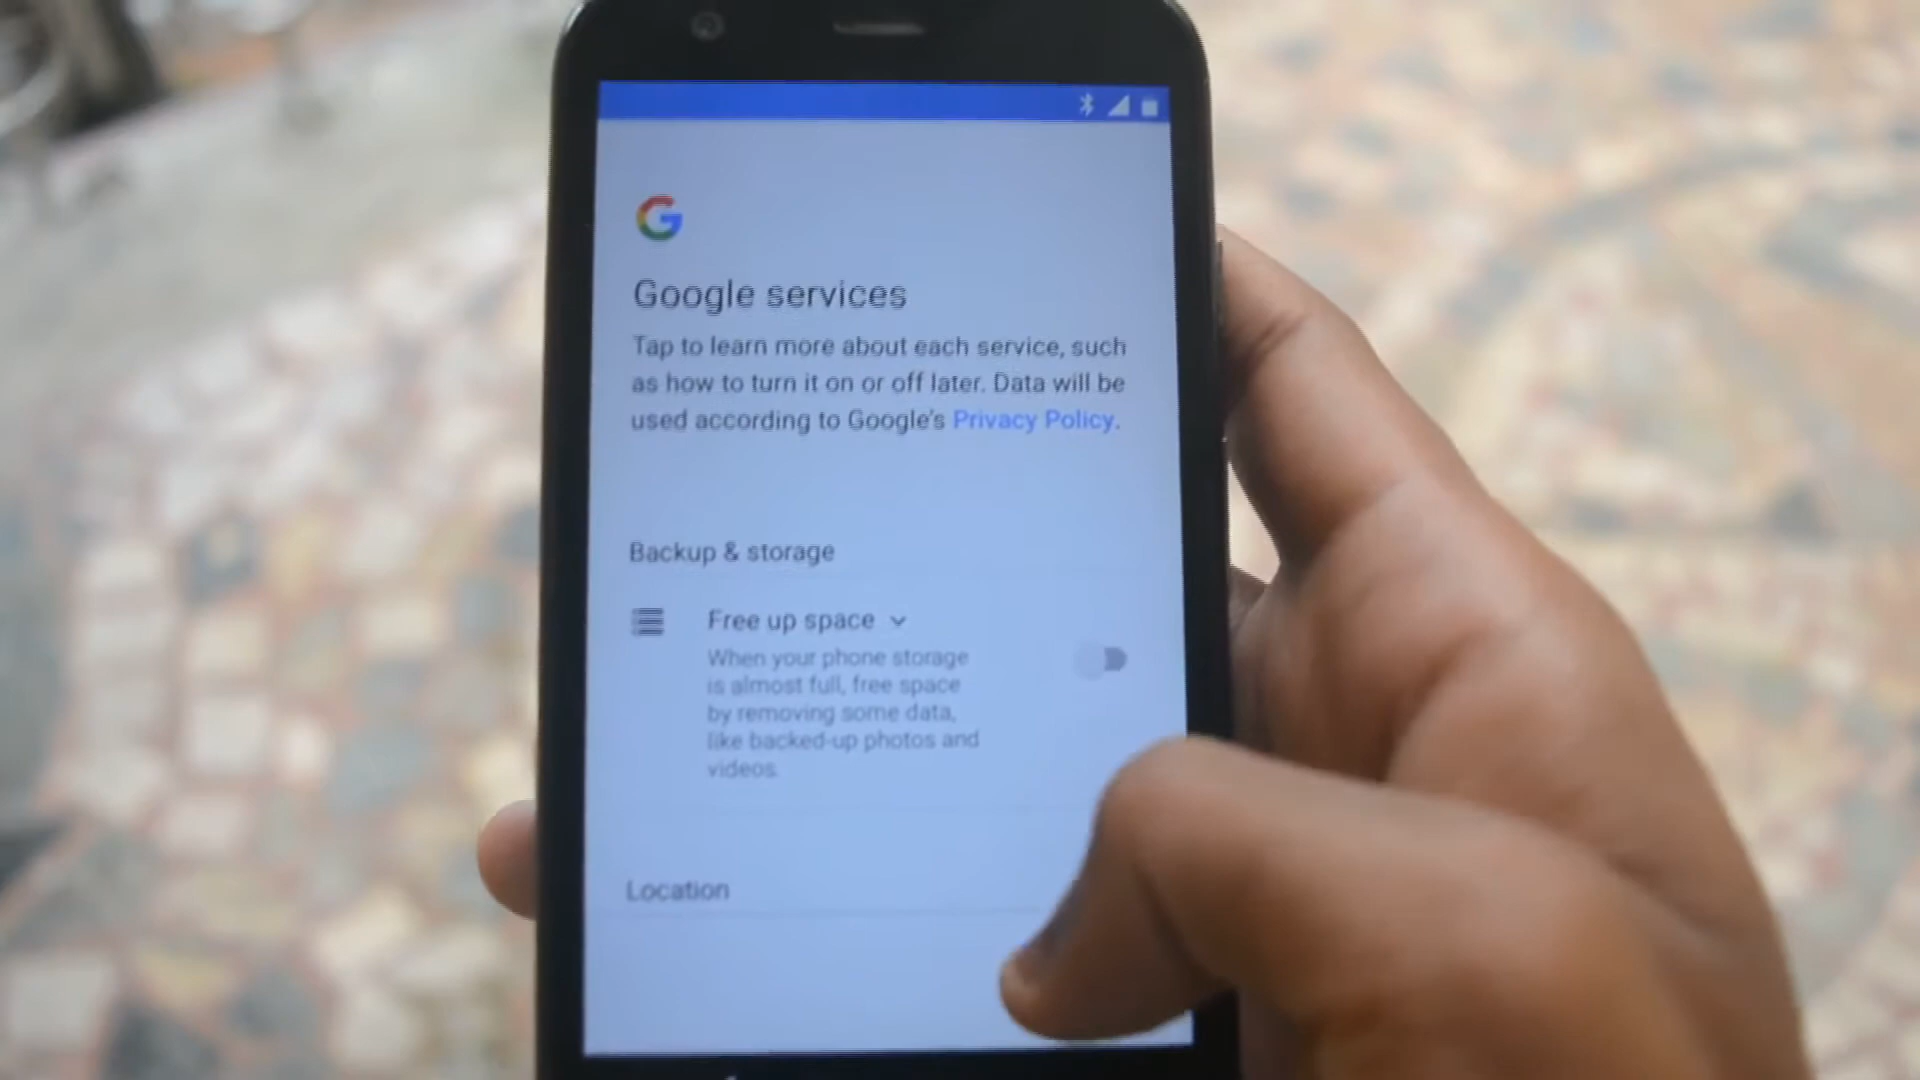 Google services
Tap to learn more about each service, such
as how to turn it on or off later. Data will be
used according to Google's Privacy Policy.
Backup & storage
Free up space
When your phone storage
is almost full, free space
by removing some data,
like backed-up photos and
videos.
Location